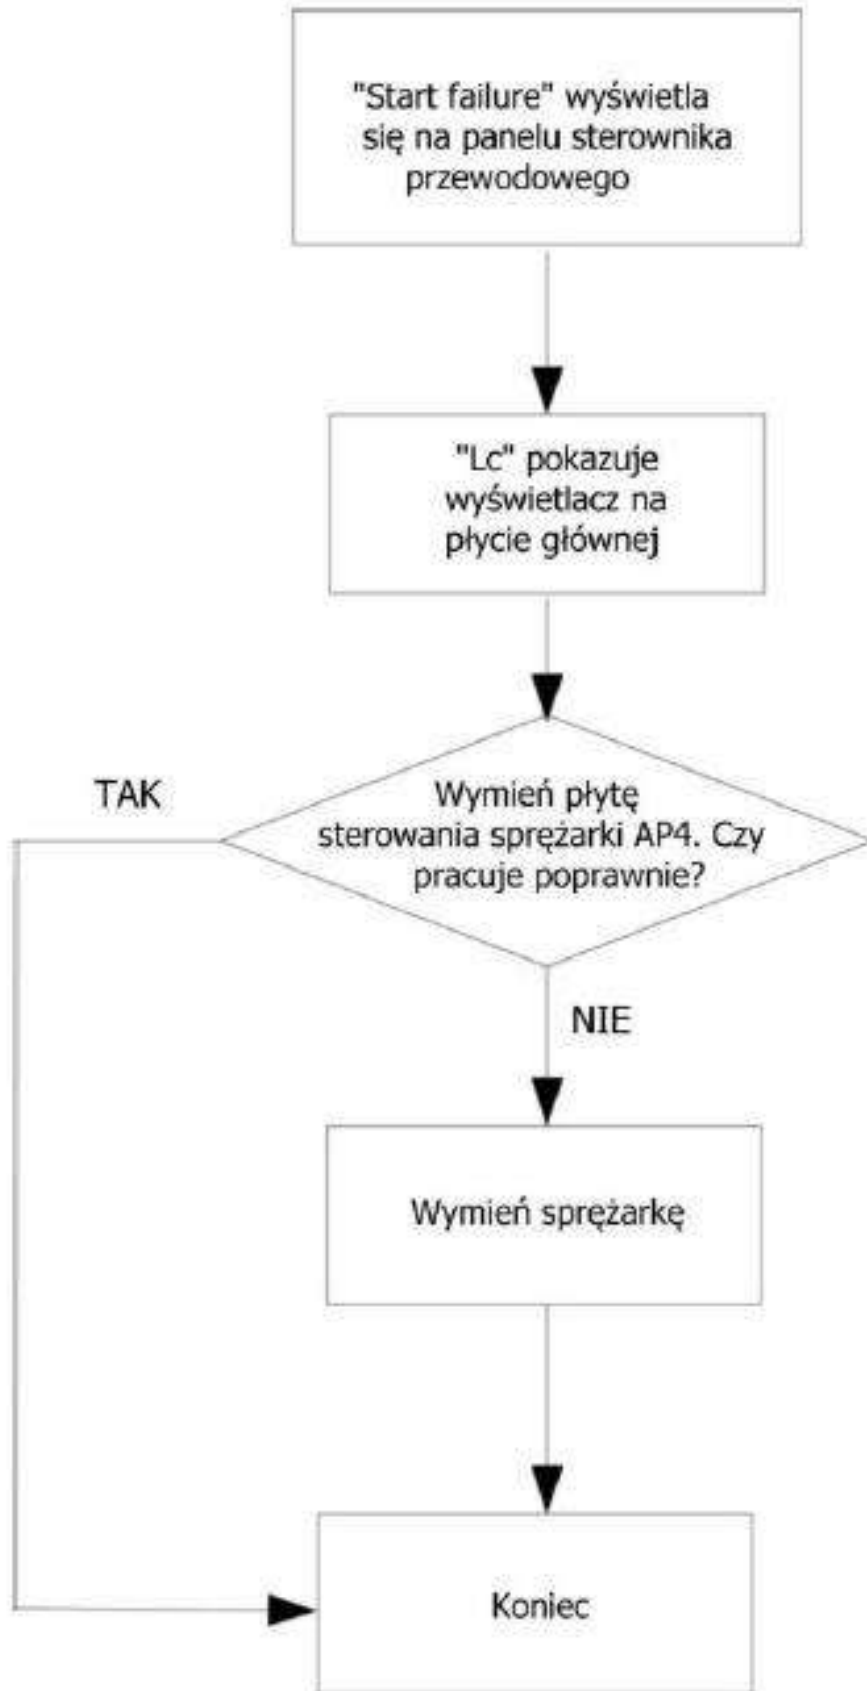 "Start failure" wyświetla
się na panelu sterownika
przewodowego
"Lc" pokazuje
wyświetlacz na
płycie głównej
TAK
Wymień płytę
sterowania sprężarki AP4. Czy
pracuje poprawnie?
NIE
Wymień sprężarkę
Koniec